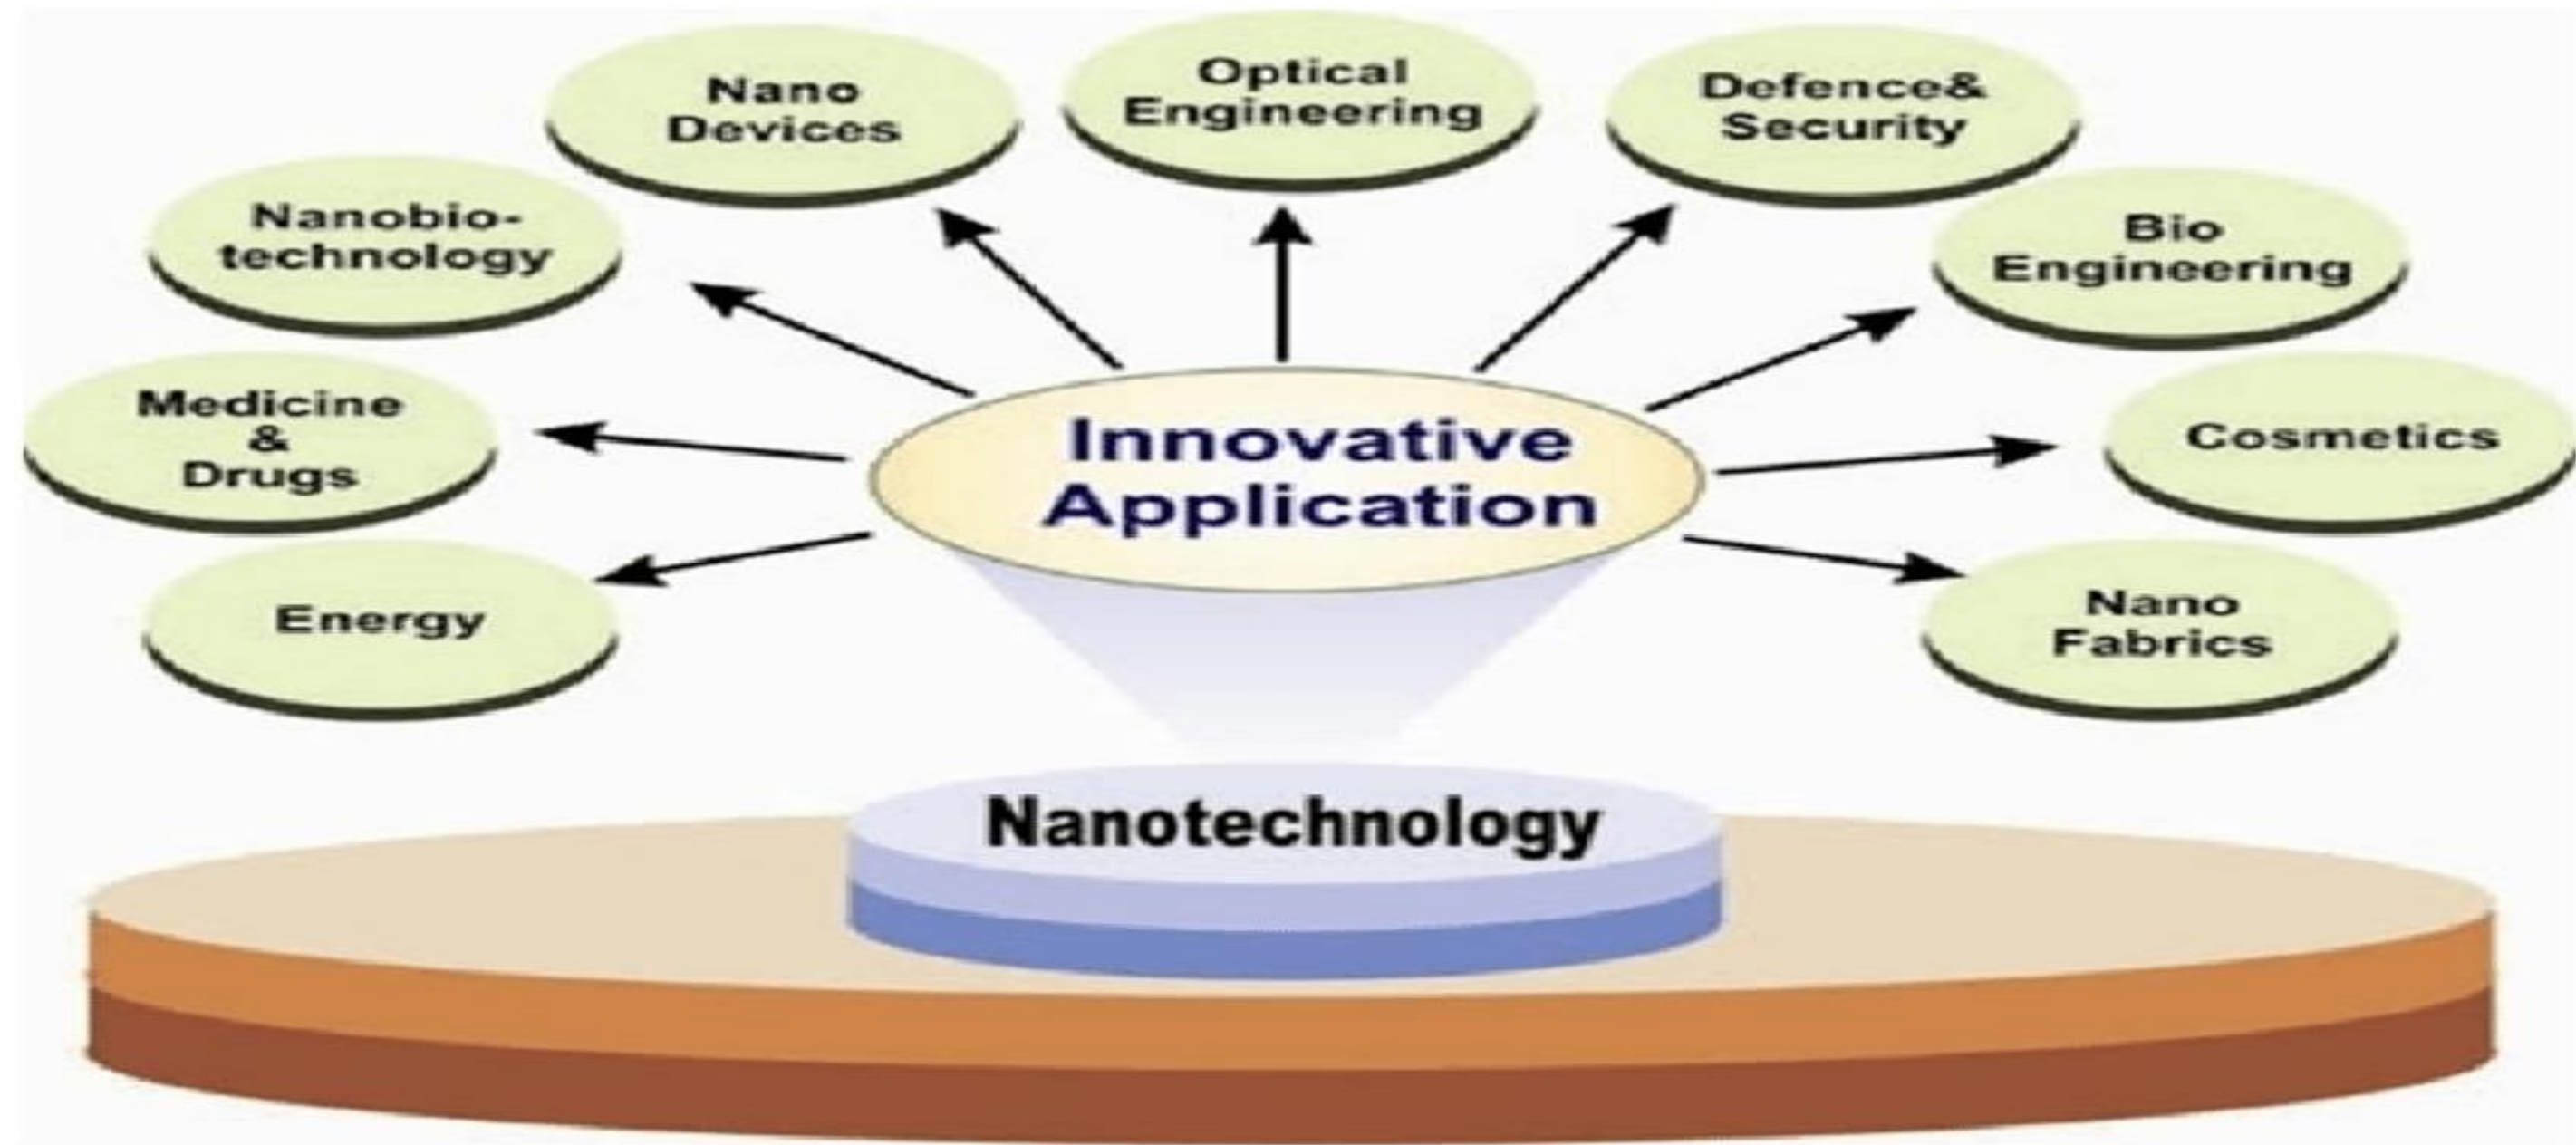 Nano
Devices
Optical
Engineering
Defence&
Security
Nanobio-
technology
Bio
Engineering
Medicine
&
Drugs
Innovative
Application
Cosmetics
Energy
Nano
Fabrics
Nanotechnology